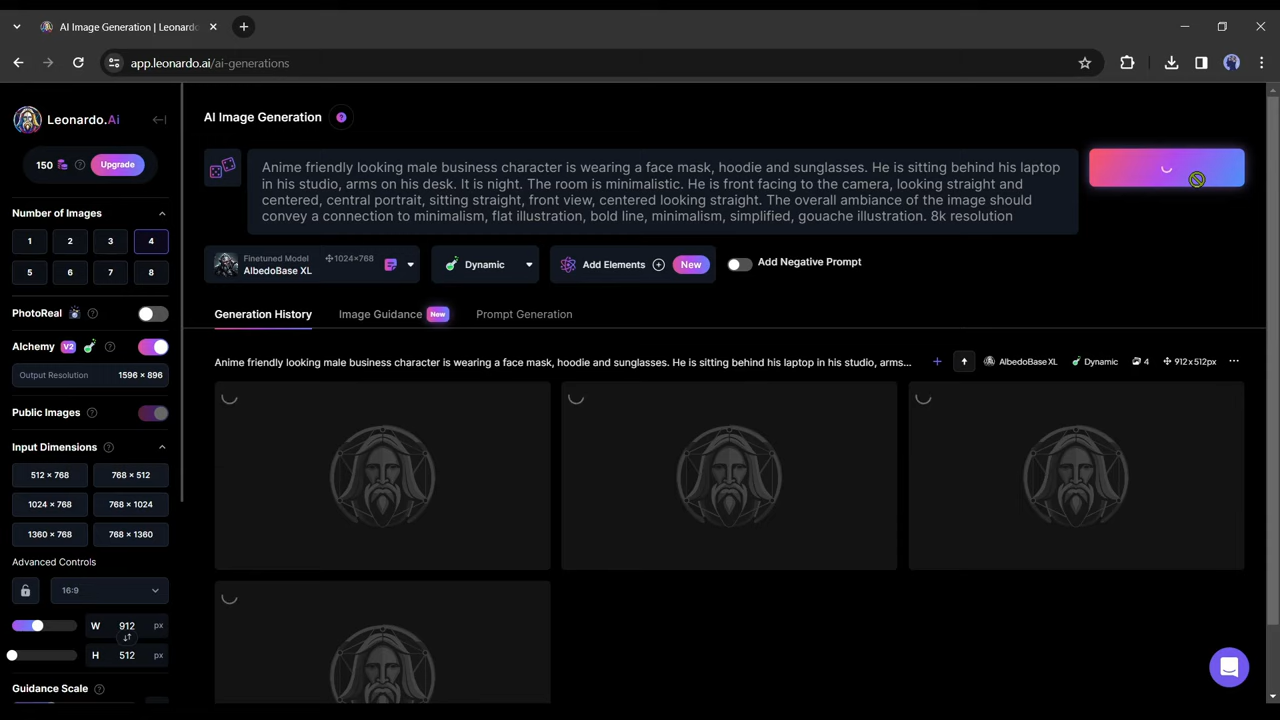 AI Image Generation | Leonardo
app.leonardo.ai/ai-generations
Leonardo.Ai
150 Upgrade
Number of Images
1 2 3 4
5 6 7 8
PhotoReal
Alchemy V2
Output Resolution 1596 × 896
Public Images
Input Dimensions
512 × 768 768 × 512
1024 × 768 768 × 1024
1360 × 768 768 × 1360
Advanced Controls
16:9
W 912 px
H 512 px
Guidance Scale
AI Image Generation
Anime friendly looking male business character is wearing a face mask, hoodie and sunglasses. He is sitting behind his laptop
in his studio, arms on his desk. It is night. The room is minimalistic. He is front facing to the camera, looking straight and
centered, central portrait, sitting straight, front view, centered looking straight. The overall ambiance of the image should
convey a connection to minimalism, flat illustration, bold line, minimalism, simplified, gouache illustration. 8k resolution
Finetuned Model 1024×768
AlbedoBase XL
Dynamic
Add Elements New
Add Negative Prompt
Generation History Image Guidance New Prompt Generation
Anime friendly looking male business character is wearing a face mask, hoodie and sunglasses. He is sitting behind his laptop in his studio, arms... AlbedoBase XL Dynamic 4 912 x 512px